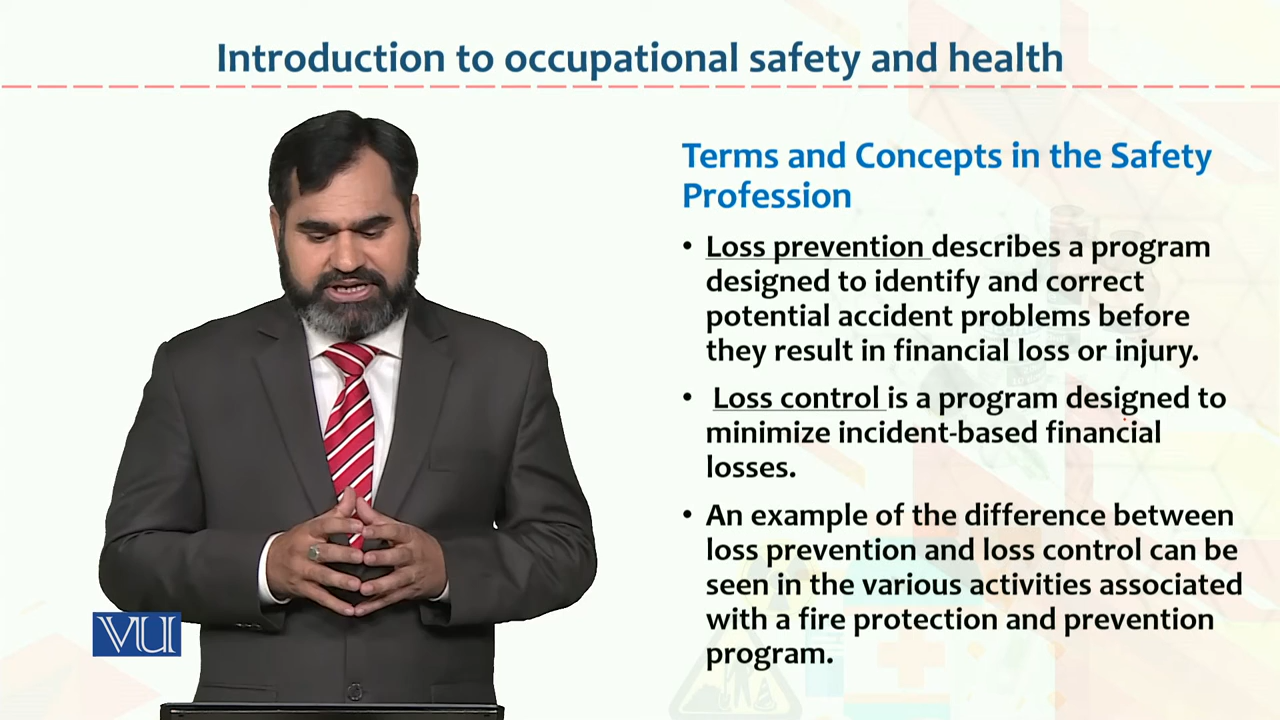 Introduction to occupational safety and health
Terms and Concepts in the Safety
Profession
• Loss prevention describes a program
designed to identify and correct
potential accident problems before
they result in financial loss or injury.
• Loss control is a program designed to
minimize incident-based financial
losses.
• An example of the difference between
loss prevention and loss control can be
seen in the various activities associated
with a fire protection and prevention
program.
VU